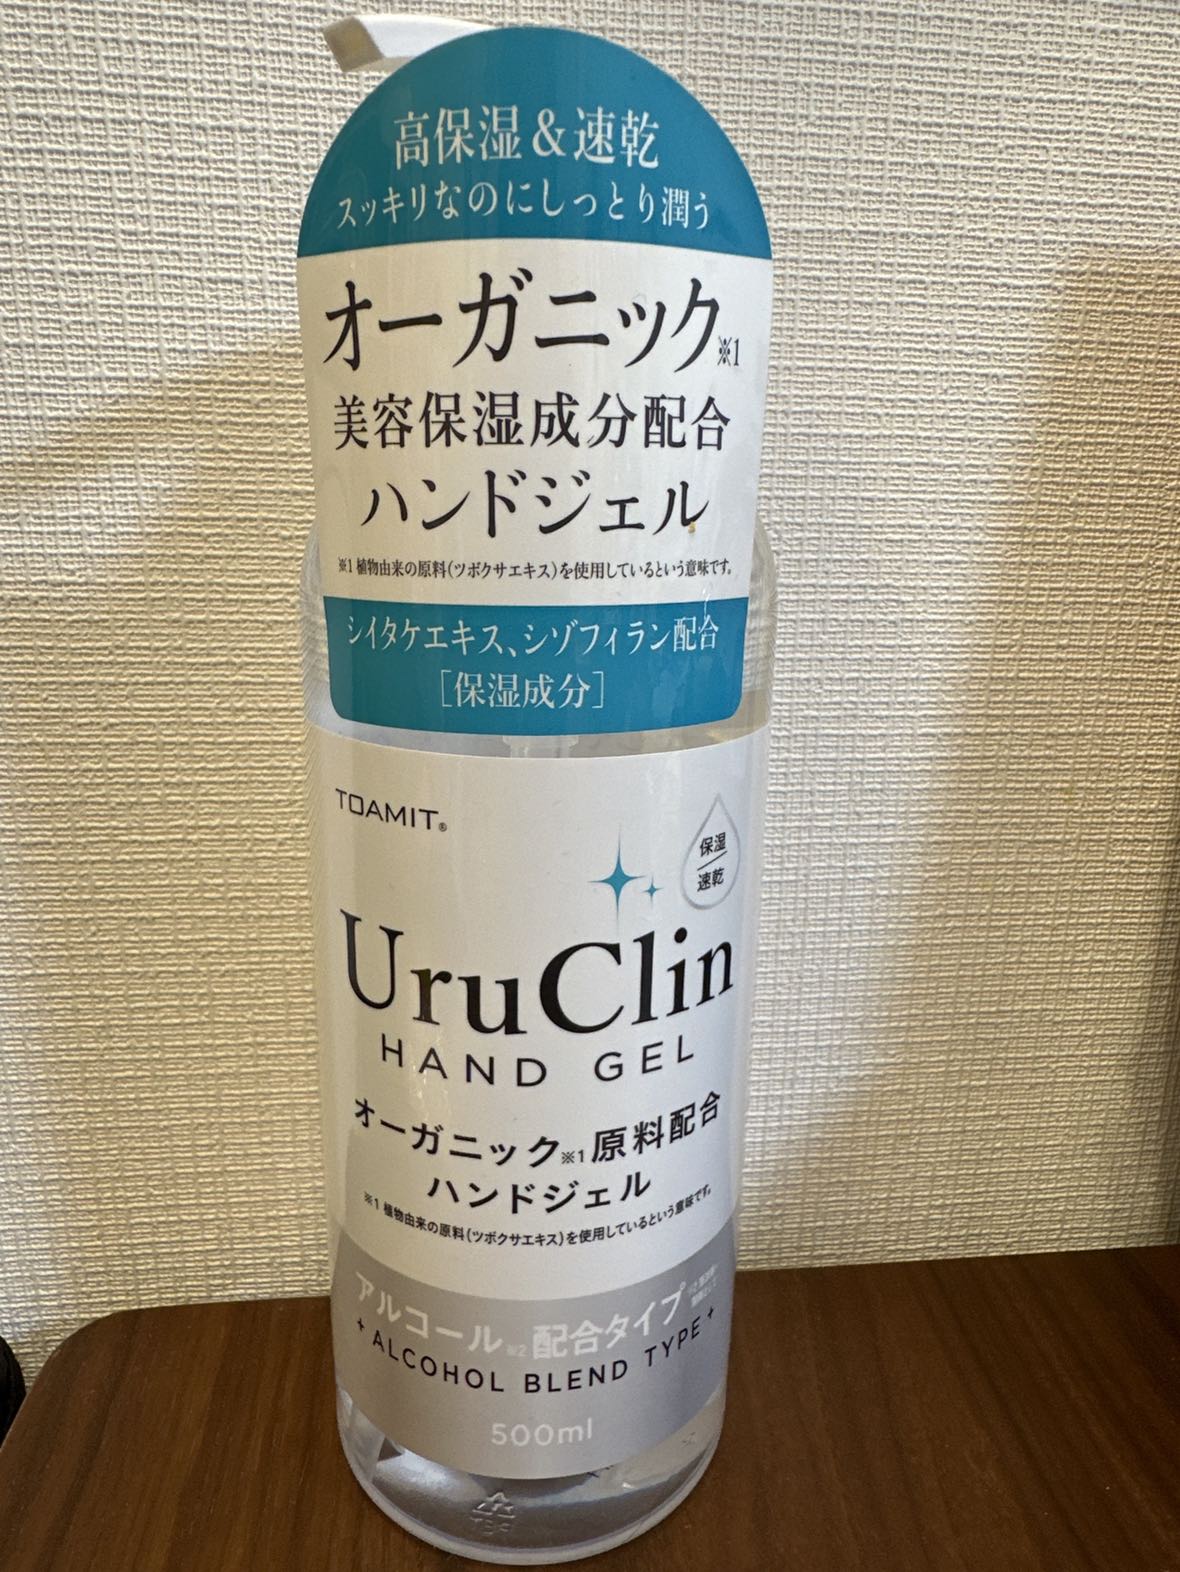 高保湿&速乾
スッキリなのにしっとり潤う
オーガニック※1
美容保湿成分配合
ハンドジェル
※1 植物由来の原料(ツボクサエキス)を使用しているという意味です。
シイタケエキス、シゾフィラン配合
[保湿成分]
TOAMIT®
保湿
速乾
UruClin
HAND GEL
オーガニック※1原料配合
ハンドジェル
※1 植物由来の原料(ツボクサエキス)を使用しているという意味です。
アルコール※2配合タイプ
ALCOHOL BLEND TYPE
500ml